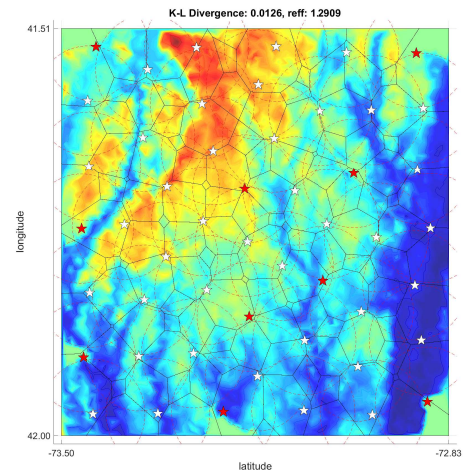 K-L Divergence: 0.0126, reff: 1.2909
41.51
longitude
42.00
-73.50
-72.83
latitude